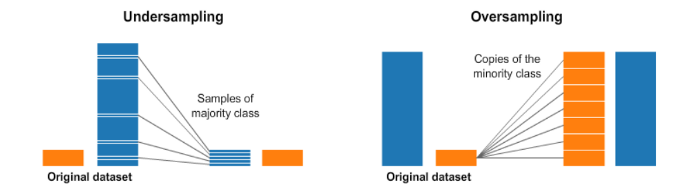 Undersampling
Samples of
majority class
Original dataset
Oversampling
Copies of the
minority class
Original dataset